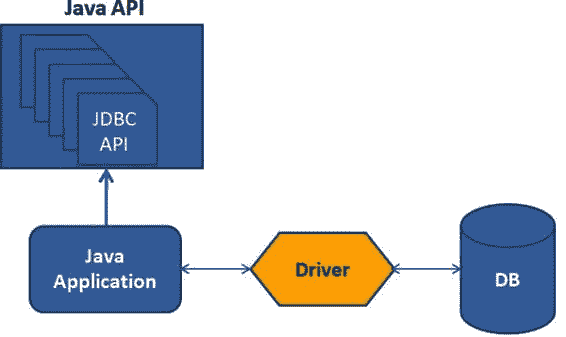 Java API
JDBC
API
Java
Application
Driver
DB